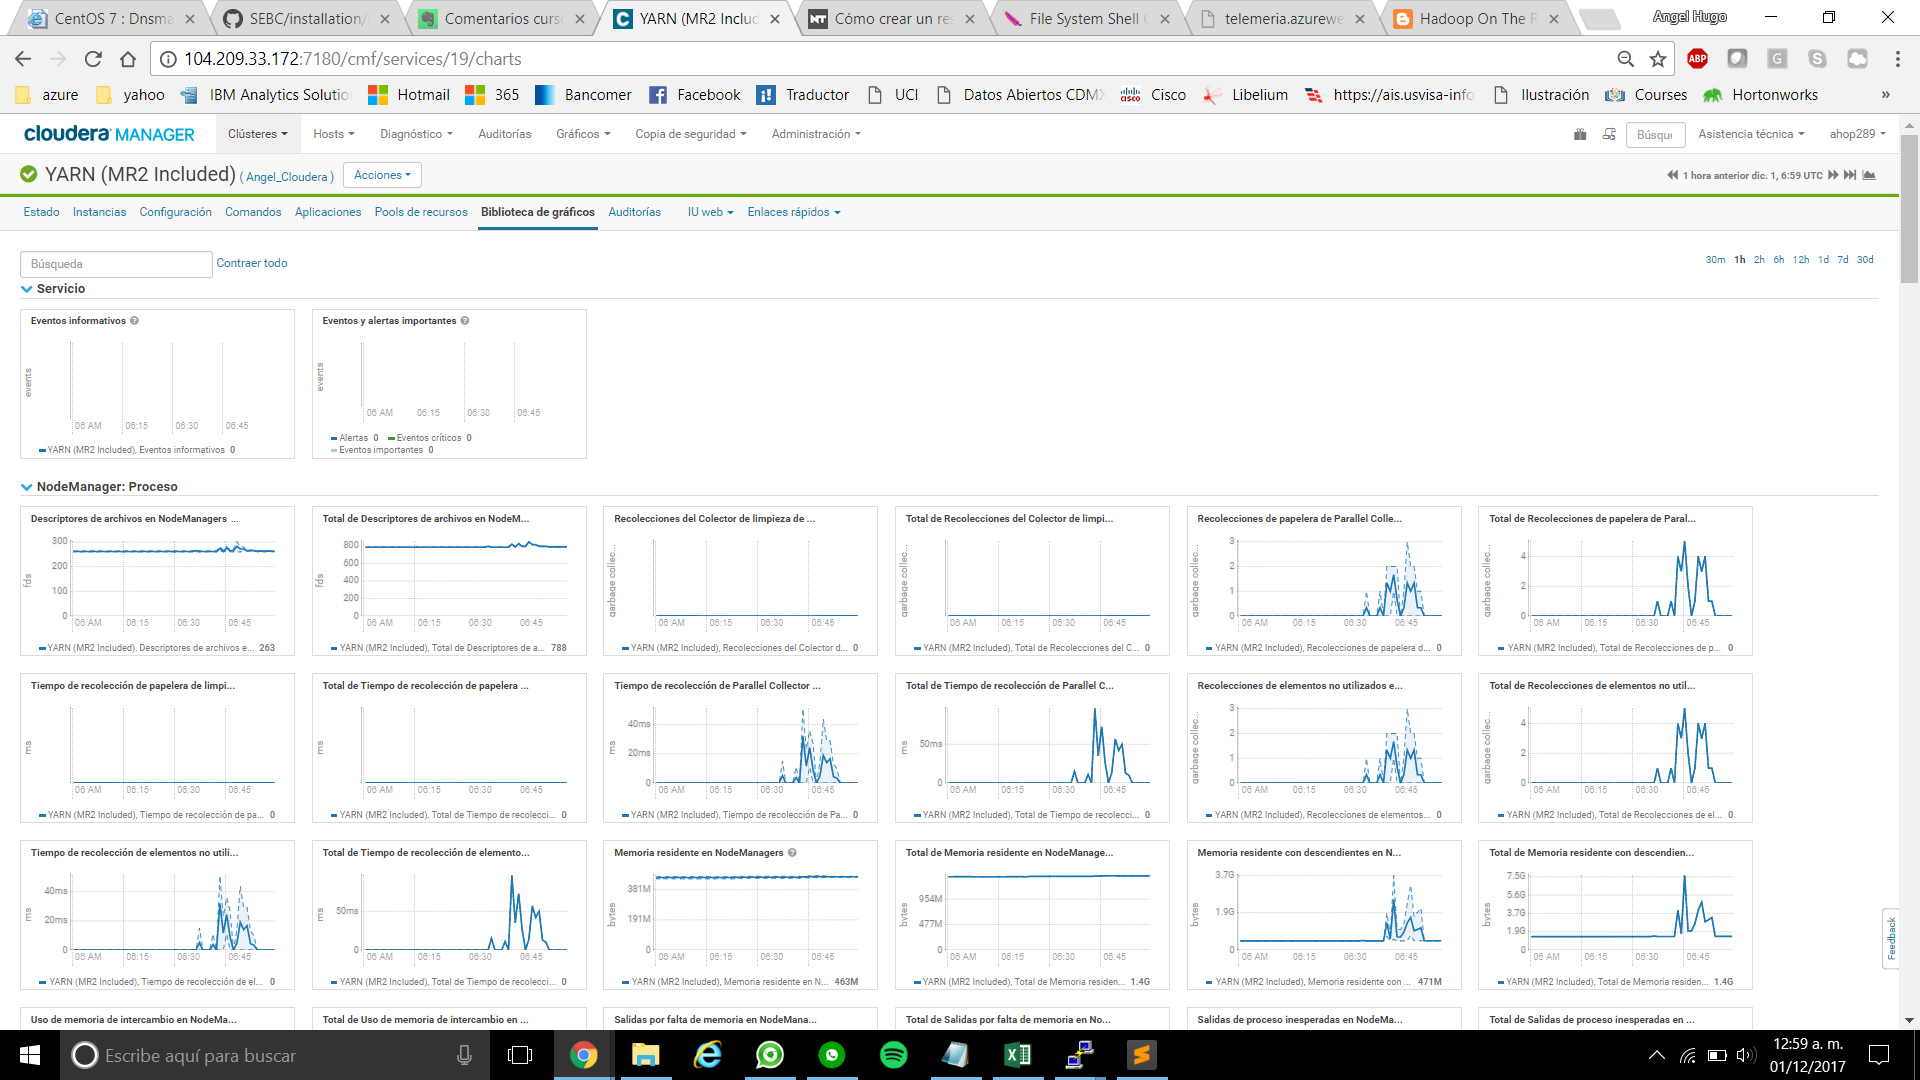 CentOS 7 : Dnsma
SEBC/installation/
Comentarios curs
YARN (MR2 Includ
Cómo crear un re
File System Shell
telemeria.azurewe
Hadoop On The R
Angel Hugo
104.209.33.172:7180/cmf/services/19/charts
azure
yahoo
IBM Analytics Solutio
Hotmail
365
Bancomer
Facebook
Traductor
UCI
Datos Abiertos CDMX
Cisco
Libelium
https://ais.usvisa-info
Ilustración
Courses
Hortonworks
»
cloudera MANAGER
Clústeres
Hosts
Diagnóstico
Auditorías
Gráficos
Copia de seguridad
Administración
Asistencia técnica
ahop289
YARN (MR2 Included) ( Angel_Cloudera )
Acciones
1 hora anterior dic. 1, 6:59 UTC
Estado
Instancias
Configuración
Comandos
Aplicaciones
Pools de recursos
Biblioteca de gráficos
Auditorías
IU web
Enlaces rápidos
Búsqueda
Contraer todo
30m 1h 2h 6h 12h 1d 7d 30d
Servicio
Eventos informativos
events
06 AM 06:15 06:30 06:45
YARN (MR2 Included), Eventos informativos 0
Eventos y alertas importantes
events
06 AM 06:15 06:30 06:45
Alertas 0 Eventos críticos 0
Eventos importantes 0
NodeManager: Proceso
Descriptores de archivos en NodeManagers ...
fds
300
200
100
0
06 AM 06:15 06:30 06:45
YARN (MR2 Included), Descriptores de archivos e... 263
Total de Descriptores de archivos en NodeM...
fds
800
600
400
200
0
06 AM 06:15 06:30 06:45
YARN (MR2 Included), Total de Descriptores de a... 788
Recolecciones del Colector de limpieza de ...
garbage collec...
06 AM 06:15 06:30 06:45
YARN (MR2 Included), Recolecciones del Colector d... 0
Total de Recolecciones del Colector de limpi...
garbage collec...
06 AM 06:15 06:30 06:45
YARN (MR2 Included), Total de Recolecciones del C... 0
Recolecciones de papelera de Parallel Colle...
garbage collec...
3
2
1
0
06 AM 06:15 06:30 06:45
YARN (MR2 Included), Recolecciones de papelera d... 0
Total de Recolecciones de papelera de Paral...
garbage collec...
4
2
0
06 AM 06:15 06:30 06:45
YARN (MR2 Included), Total de Recolecciones de p... 0
Tiempo de recolección de papelera de limpi...
ms
06 AM 06:15 06:30 06:45
YARN (MR2 Included), Tiempo de recolección de pa... 0
Total de Tiempo de recolección de papelera ...
ms
06 AM 06:15
YARN (MR2 Included), Total de Tiempo de recolecci... 0
Tiempo de recolección de Parallel Collector ...
ms
40ms
20ms
0
06 AM 06:15 06:30 06:45
YARN (MR2 Included), Tiempo de recolección de Pa... 0
Total de Tiempo de recolección de Parallel C...
ms
50ms
0
06 AM 06:15 06:30 06:45
YARN (MR2 Included), Total de Tiempo de recolecci... 0
Recolecciones de elementos no utilizados e...
garbage collec...
3
2
1
0
06 AM 06:15 06:30 06:45
YARN (MR2 Included), Recolecciones de elementos... 0
Total de Recolecciones de elementos no util...
garbage collec...
4
2
0
06 AM 06:15 06:30 06:45
YARN (MR2 Included), Total de Recolecciones de el... 0
Tiempo de recolección de elementos no utili...
ms
40ms
20ms
0
06 AM 06:15 06:30 06:45
YARN (MR2 Included), Tiempo de recolección de el... 0
Total de Tiempo de recolección de elemento...
ms
50ms
0
06 AM 06:15 06:30 06:45
YARN (MR2 Included), Total de Tiempo de recolecci... 0
Memoria residente en NodeManagers
bytes
381M
191M
0
06 AM 06:15 06:30 06:45
YARN (MR2 Included), Memoria residente en N... 463M
Total de Memoria residente en NodeManage...
bytes
954M
477M
0
06 AM 06:15 06:30 06:45
YARN (MR2 Included), Total de Memoria residen... 1.4G
Memoria residente con descendientes en N...
bytes
3.7G
1.9G
0
06 AM 06:15 06:30 06:45
YARN (MR2 Included), Memoria residente con ... 471M
Total de Memoria residente con descendien...
bytes
7.5G
5.6G
3.7G
1.9G
0
06 AM 06:15 06:30 06:45
YARN (MR2 Included), Total de Memoria residen... 1.4G
Feedback
Uso de memoria de intercambio en NodeMa...
Total de Uso de memoria de intercambio en ...
Salidas por falta de memoria en NodeMana...
Total de Salidas por falta de memoria en No...
Salidas de proceso inesperadas en NodeMa...
Total de Salidas de proceso inesperadas en ...
Escribe aquí para buscar
12:59 a. m.
01/12/2017